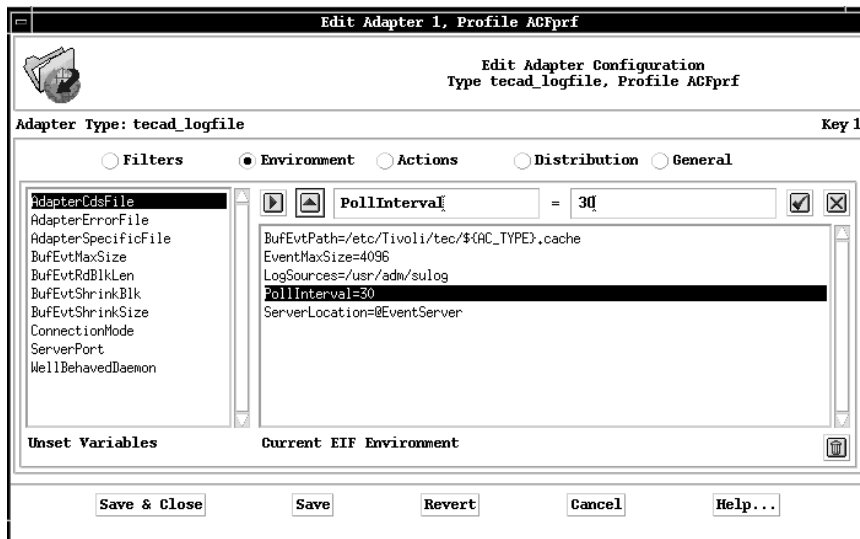 Edit Adapter 1, Profile ACFprf
Edit Adapter Configuration
Type tecad_logfile, Profile ACFprf
Adapter Type: tecad_logfile Key 1
Filters Environment Actions Distribution General
PollInterval = 30
AdapterCdsFile
AdapterErrorFile
AdapterSpecificFile
BufEvtMaxSize
BufEvtRdBlkLen
BufEvtShrinkBlk
BufEvtShrinkSize
ConnectionMode
ServerPort
WellBehavedDaemon
BufEvtPath=/etc/Tivoli/tec/${AC_TYPE}.cache
EventMaxSize=4096
LogSources=/usr/adm/sulog
PollInterval=30
ServerLocation=@EventServer
Unset Variables Current EIF Environment
Save & Close Save Revert Cancel Help...